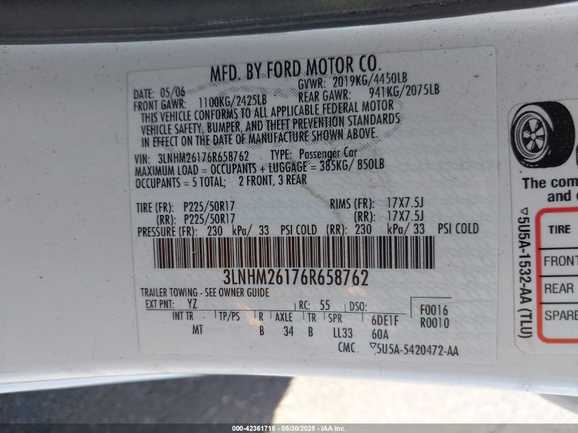 MFD. BY FORD MOTOR CO.
DATE: 05/06 GVWR: 2019KG/4450LB
FRONT GAWR: 1100KG/2425LB REAR GAWR: 941KG/2075LB
THIS VEHICLE CONFORMS TO ALL APPLICABLE FEDERAL MOTOR
VEHICLE SAFETY, BUMPER, AND THEFT PREVENTION STANDARDS
IN EFFECT ON THE DATE OF MANUFACTURE SHOWN ABOVE.
VIN: 3LNHM26176R658762 TYPE: Passenger Car
MAXIMUM LOAD = OCCUPANTS + LUGGAGE = 385KG/ 850LB
OCCUPANTS = 5 TOTAL; 2 FRONT, 3 REAR
TIRE (FR): P225/50R17 RIMS (FR): 17X7.5J
(RR): P225/50R17 (RR): 17X7.5J
PRESSURE (FR): 230 kPa/ 33 PSI COLD (RR): 230 kPa/ 33 PSI COLD
3LNHM26176R658762
TRAILER TOWING - SEE OWNER GUIDE
EXT PNT: YZ RC: 55 DSO: F0016
INT TR TP/PS R AXLE TR SPR 6DE1F R0010
MT B 34 B LL33 60A
CMC ▽5U5A-5420472-AA
The com
and c
▽5U5A-1532-AA (TLU)
TIRE
FRONT
REAR
SPARE
000-42361718 - 05/30/2025 - IAA, Inc.